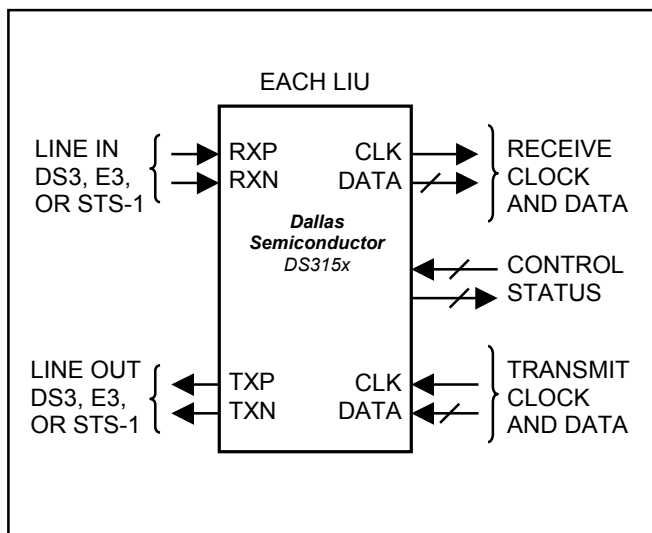 EACH LIU
LINE IN
DS3, E3,
OR STS-1
RXP
RXN
CLK
DATA
RECEIVE
CLOCK
AND DATA
Dallas
Semiconductor
DS315x
CONTROL
STATUS
LINE OUT
DS3, E3,
OR STS-1
TXP
TXN
CLK
DATA
TRANSMIT
CLOCK
AND DATA